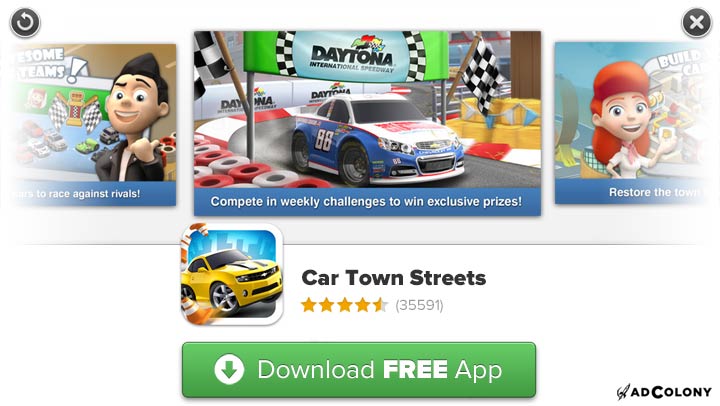 ESOME
TEAMS!
ars to race against rivals!
DAYTONA
INTERNATIONAL SPEEDWAY
DAYTONA
88
88
Compete in weekly challenges to win exclusive prizes!
BUILD
CA
Restore the town
Car Town Streets
(35591)
Download FREE App
ADCOLONY